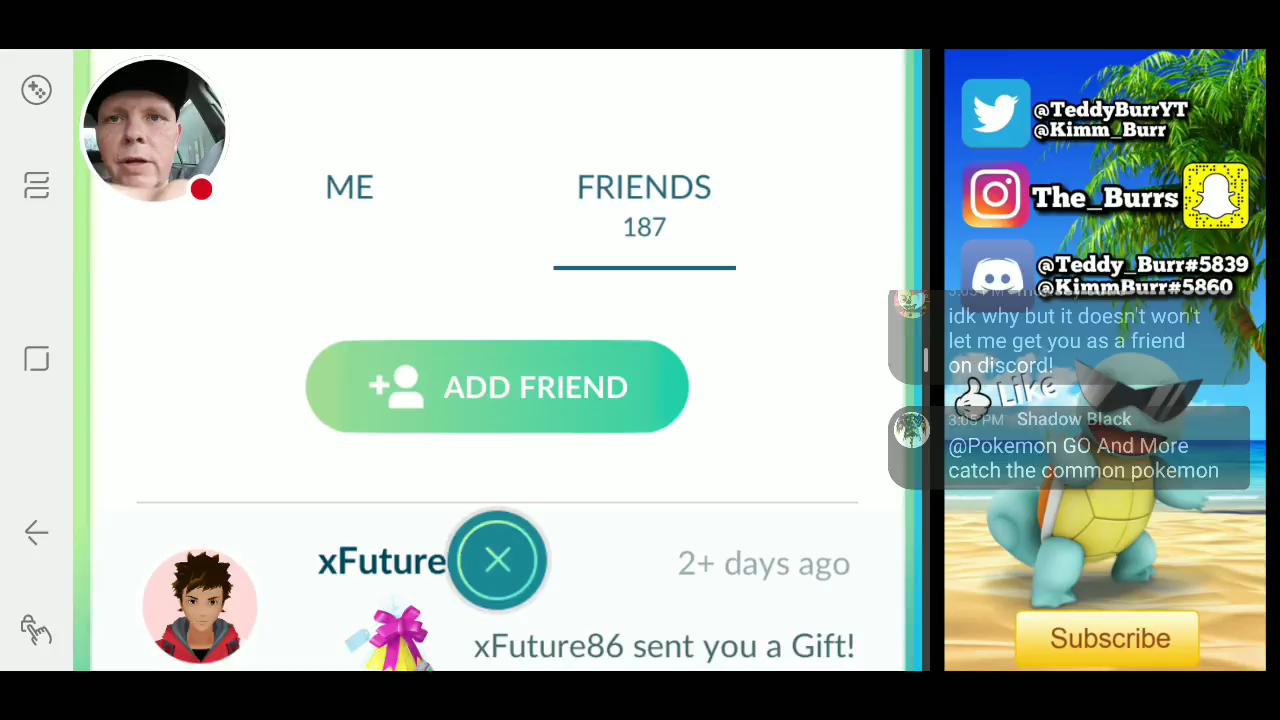 ME
FRIENDS
187
ADD FRIEND
xFuture
2+ days ago
xFuture86 sent you a Gift!
@TeddyBurrYT
@Kimm_Burr
The_Burrs
@Teddy_Burr#5839
@KimmBurr#5860
idk why but it doesn't won't
let me get you as a friend
on discord!
Like
3:05 PM Shadow Black
@Pokemon GO And More
catch the common pokemon
Subscribe